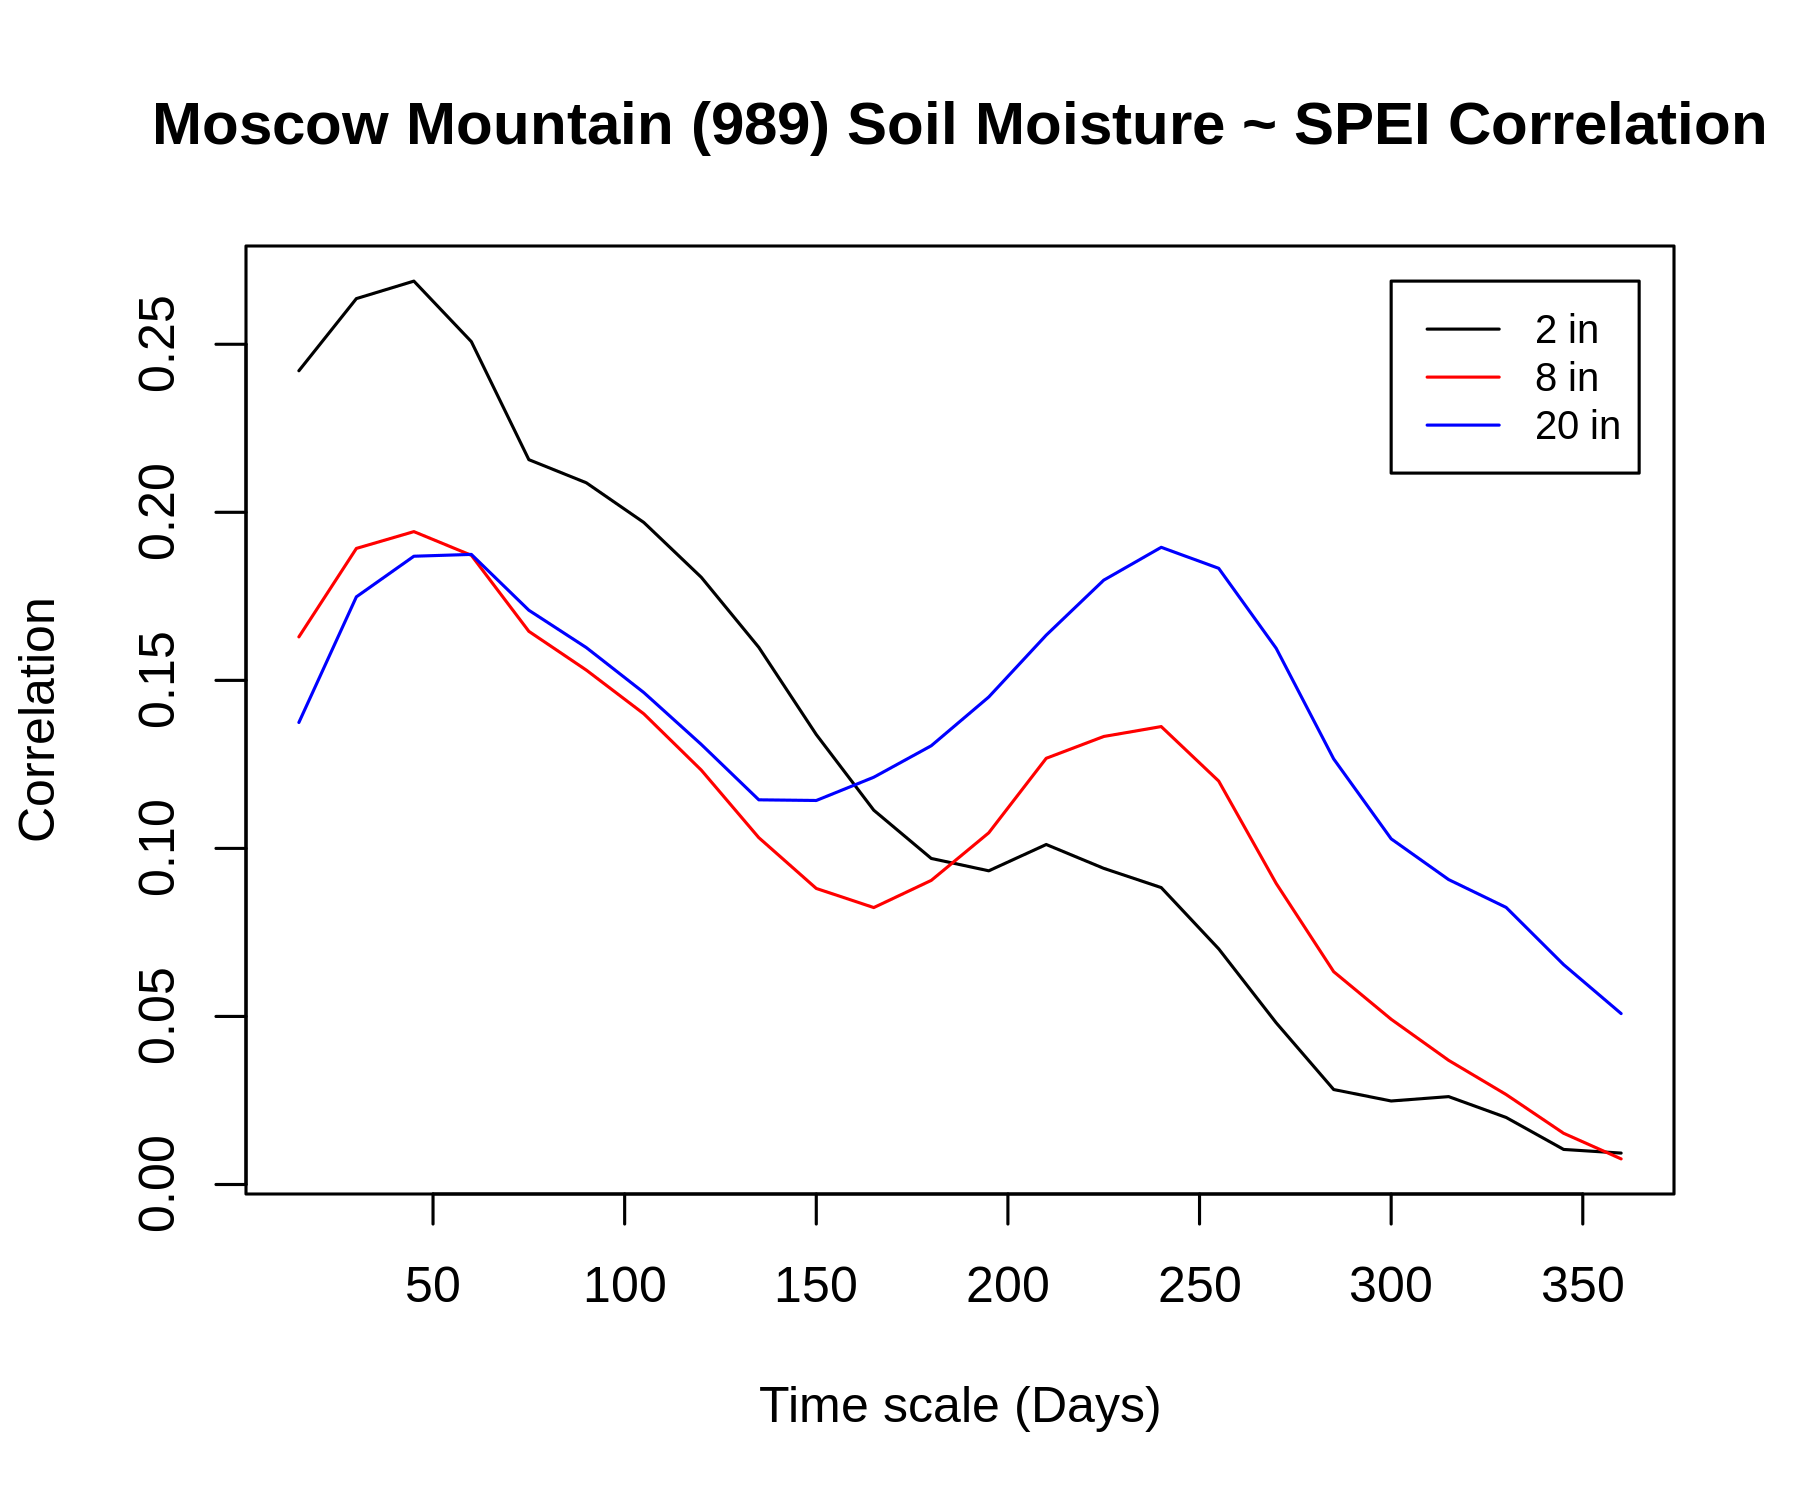 Moscow Mountain (989) Soil Moisture ~ SPEI Correlation
2 in
8 in
20 in
Correlation
0.25
0.20
0.15
0.10
0.05
0.00
50 100 150 200 250 300 350
Time scale (Days)